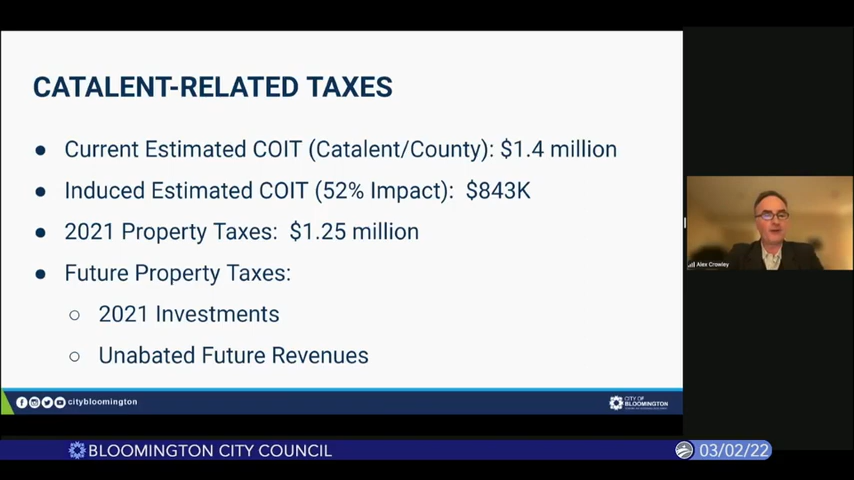 CATALENT-RELATED TAXES
● Current Estimated COIT (Catalent/County): $1.4 million
● Induced Estimated COIT (52% Impact): $843K
● 2021 Property Taxes: $1.25 million
● Future Property Taxes:
○ 2021 Investments
○ Unabated Future Revenues
Alex Crowley
citybloomington
CITY OF
BLOOMINGTON
BLOOMINGTON CITY COUNCIL
03/02/22